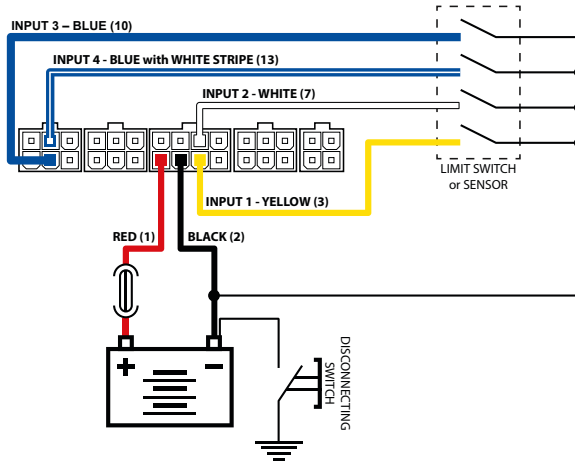 INPUT 3 – BLUE (10)
INPUT 4 - BLUE with WHITE STRIPE (13)
INPUT 2 - WHITE (7)
LIMIT SWITCH
or SENSOR
INPUT 1 - YELLOW (3)
RED (1)
BLACK (2)
+
–
DISCONNECTING
SWITCH